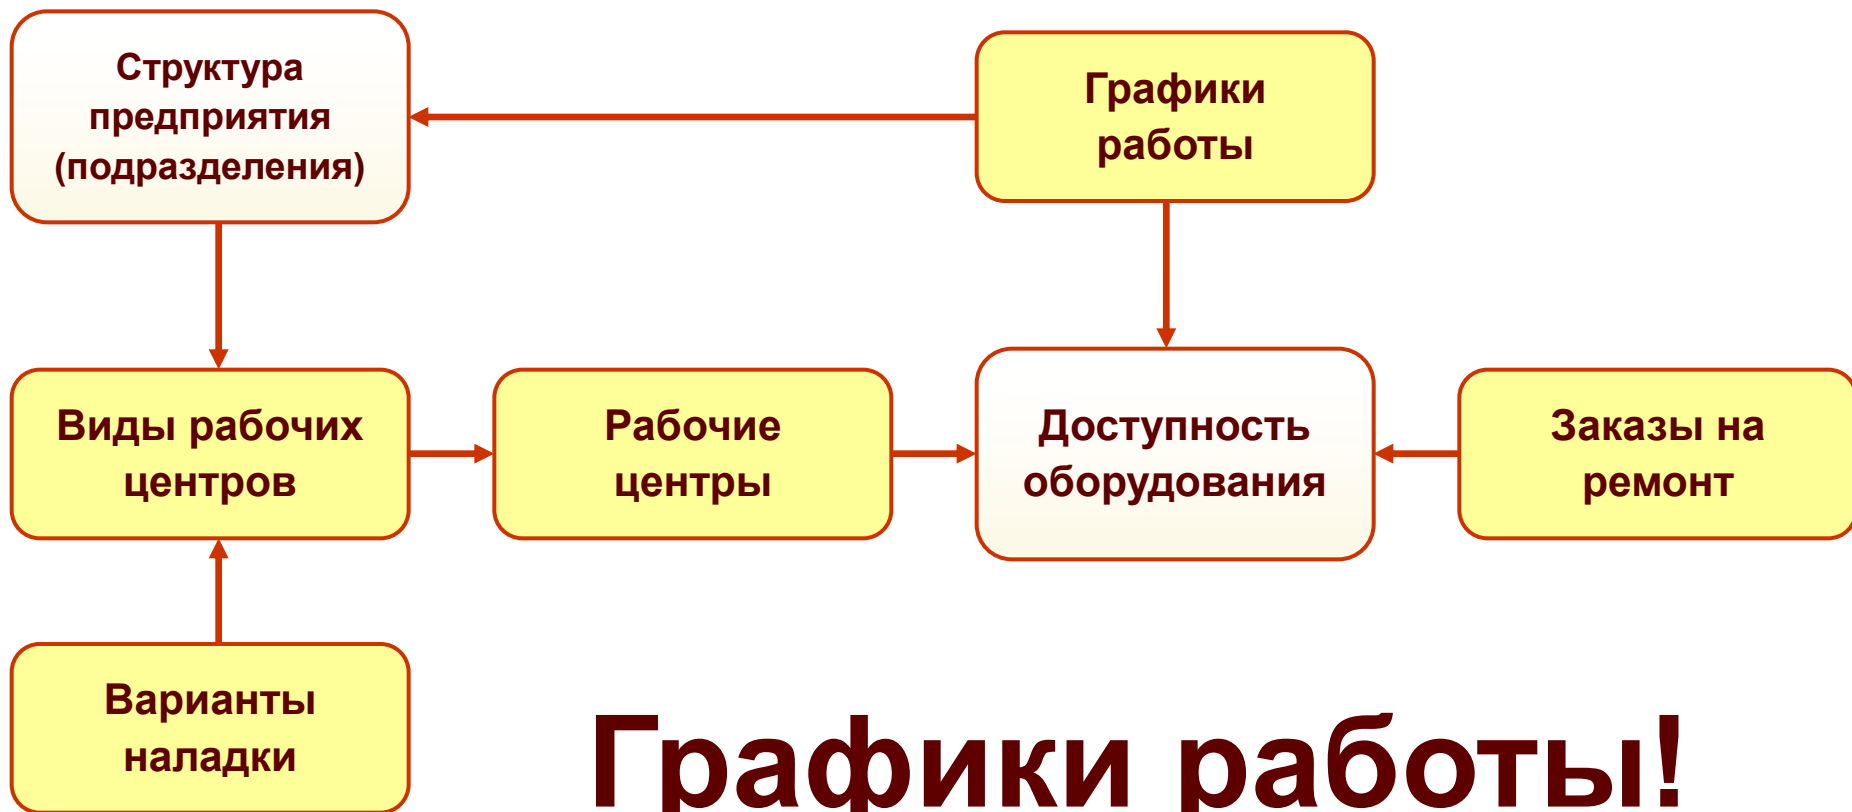 Структура
предприятия
(подразделения)
Графики
работы
Виды рабочих
центров
Рабочие
центры
Доступность
оборудования
Заказы на
ремонт
Варианты
наладки
Графики работы!